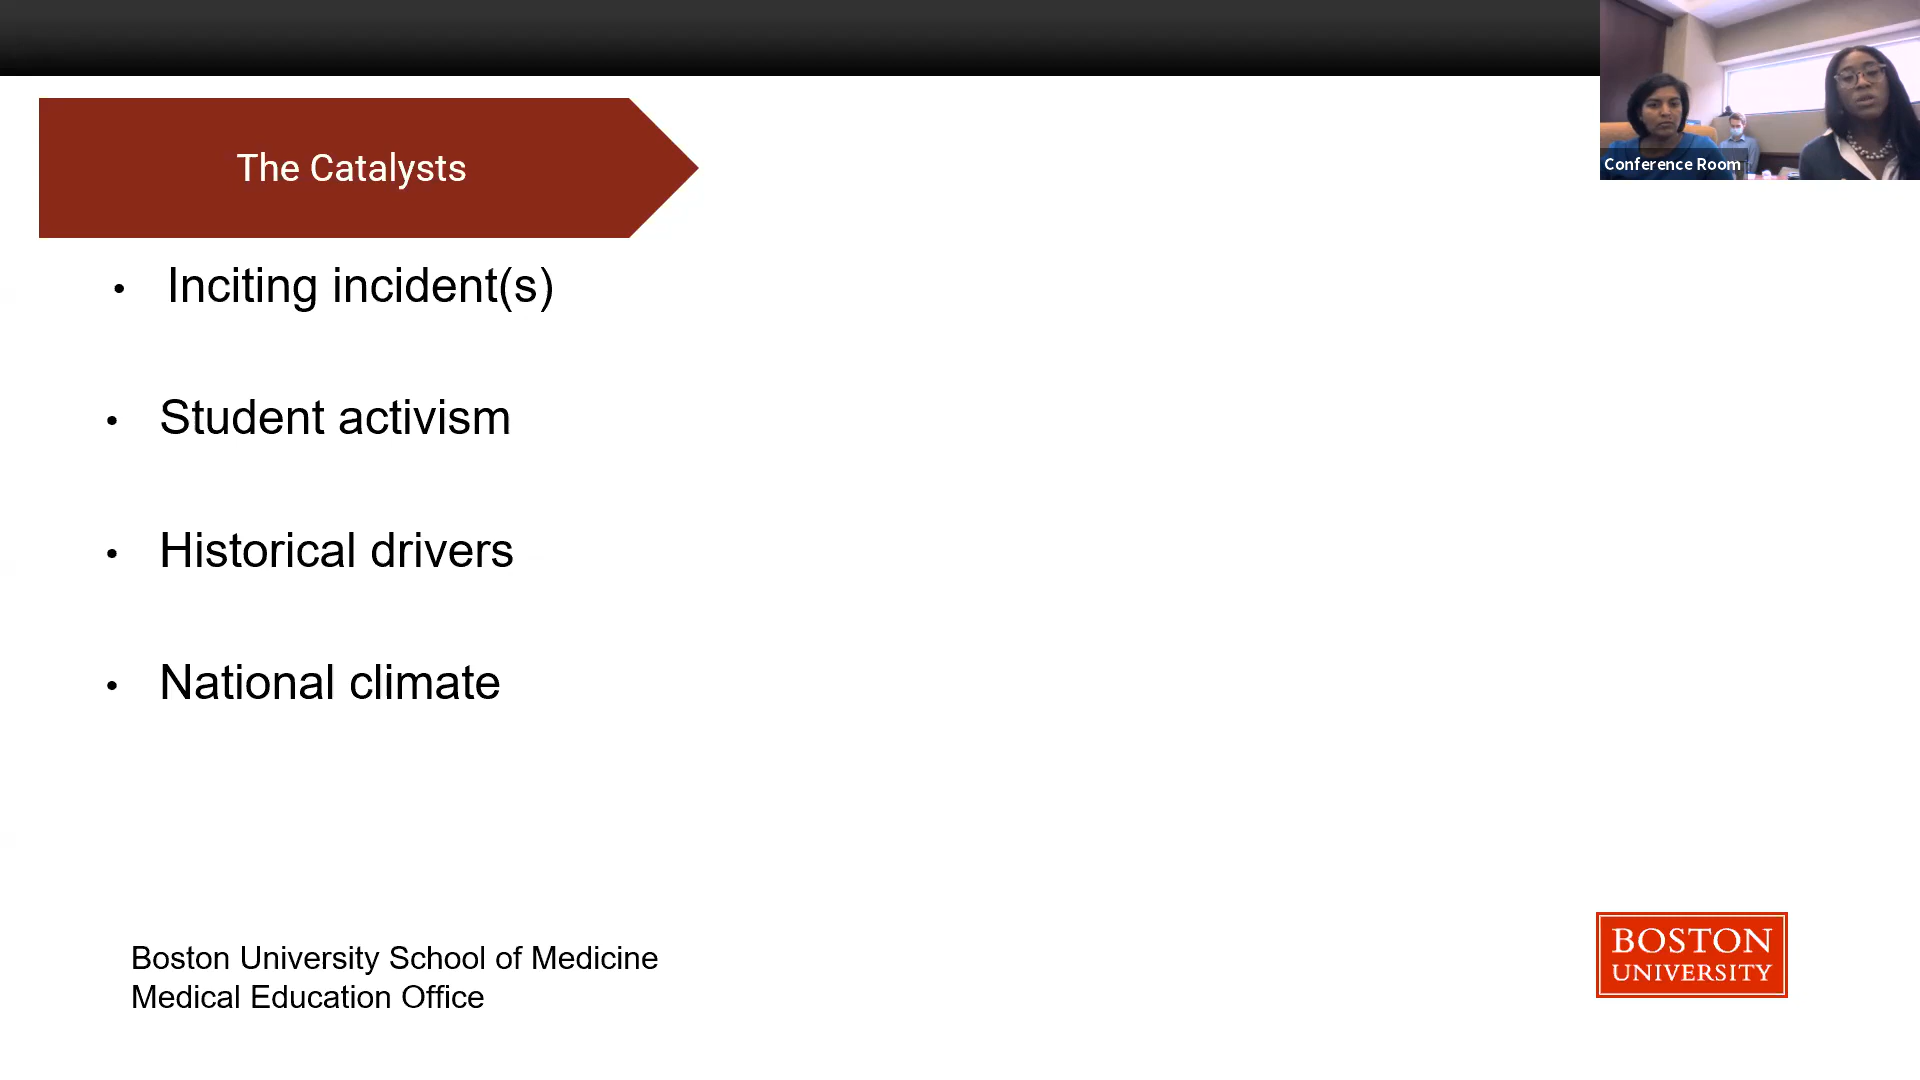 The Catalysts
Conference Room
• Inciting incident(s)
• Student activism
• Historical drivers
• National climate
Boston University School of Medicine
Medical Education Office
BOSTON
UNIVERSITY